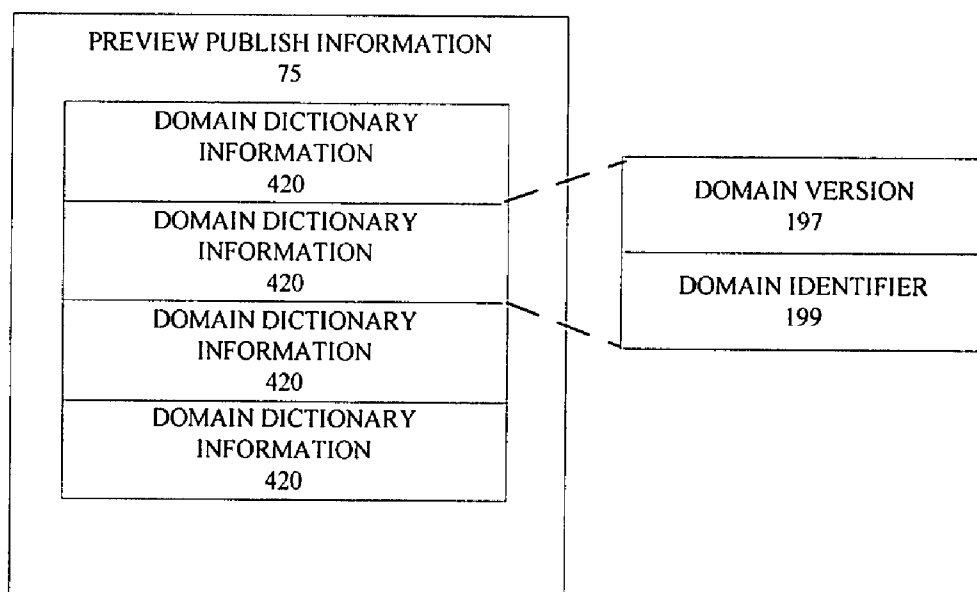 PREVIEW PUBLISH INFORMATION
75
DOMAIN DICTIONARY
INFORMATION
420
DOMAIN DICTIONARY
INFORMATION
420
DOMAIN DICTIONARY
INFORMATION
420
DOMAIN DICTIONARY
INFORMATION
420
DOMAIN VERSION
197
DOMAIN IDENTIFIER
199